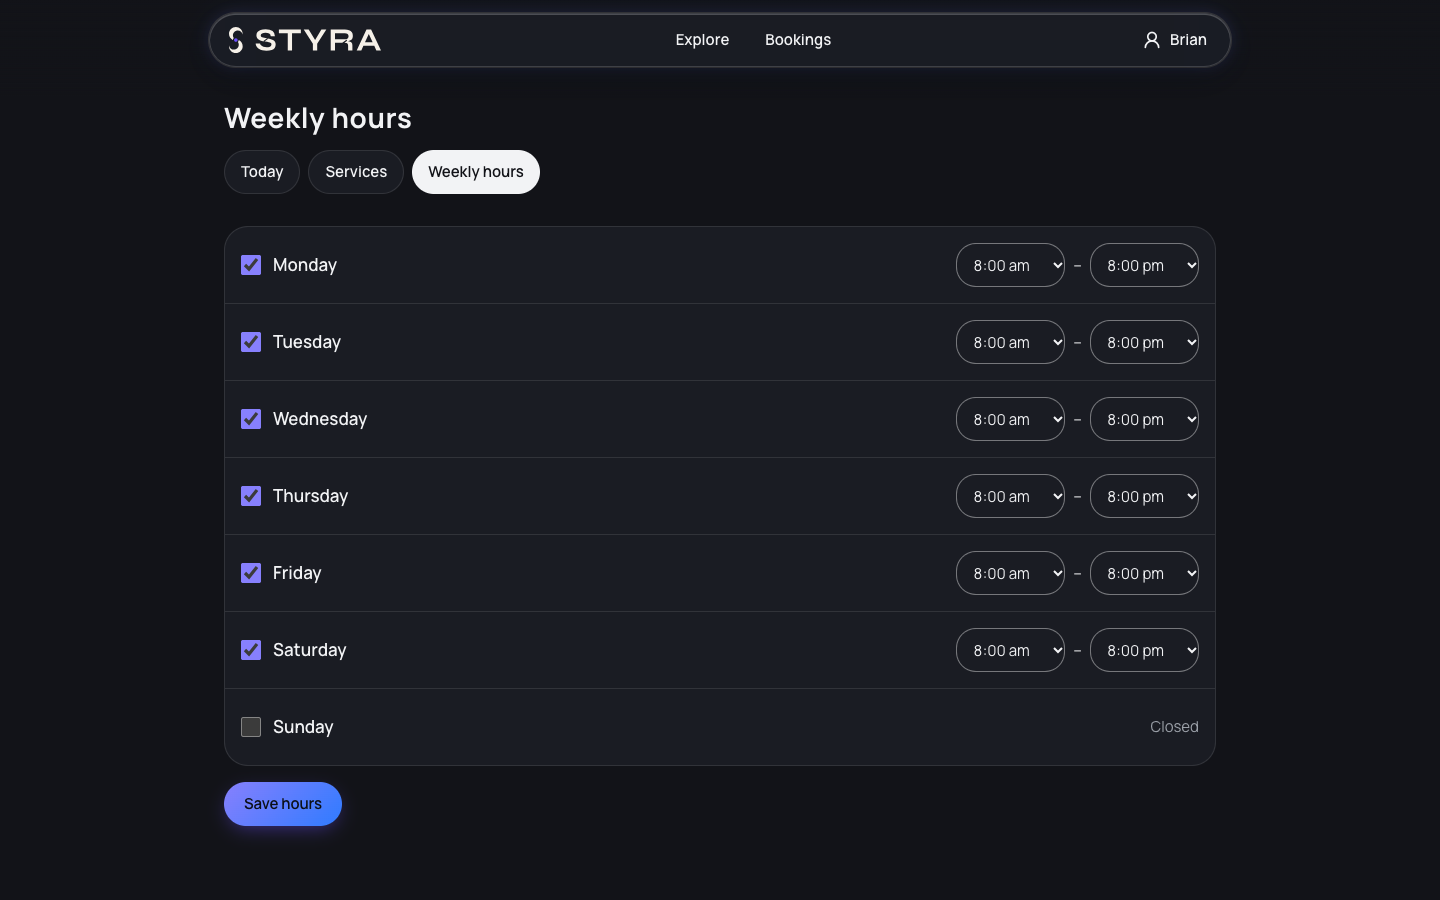 STYRA
Explore
Bookings
Brian
Weekly hours
Today
Services
Weekly hours
Monday 8:00 am – 8:00 pm
Tuesday 8:00 am – 8:00 pm
Wednesday 8:00 am – 8:00 pm
Thursday 8:00 am – 8:00 pm
Friday 8:00 am – 8:00 pm
Saturday 8:00 am – 8:00 pm
Sunday Closed
Save hours